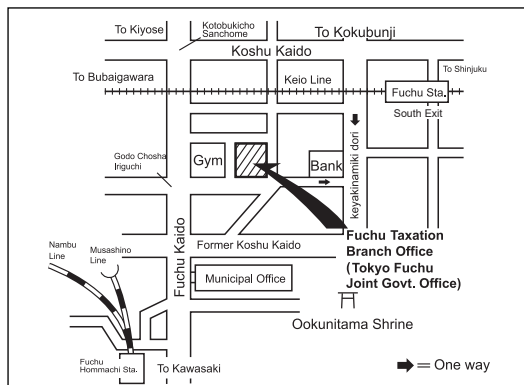 To Kiyose
Kotobukicho
Sanchome
To Kokubunji
Koshu Kaido
To Bubaigawara
Keio Line
To Shinjuku
Fuchu Sta.
South Exit
Godo Chosha
Iriguchi
Gym
Bank
keyakinamiki dori
Fuchu Kaido
Former Koshu Kaido
Fuchu Taxation
Branch Office
(Tokyo Fuchu
Joint Govt. Office)
Nambu
Line
Musashino
Line
Municipal Office
Ookunitama Shrine
Fuchu
Hommachi Sta.
To Kawasaki
= One way